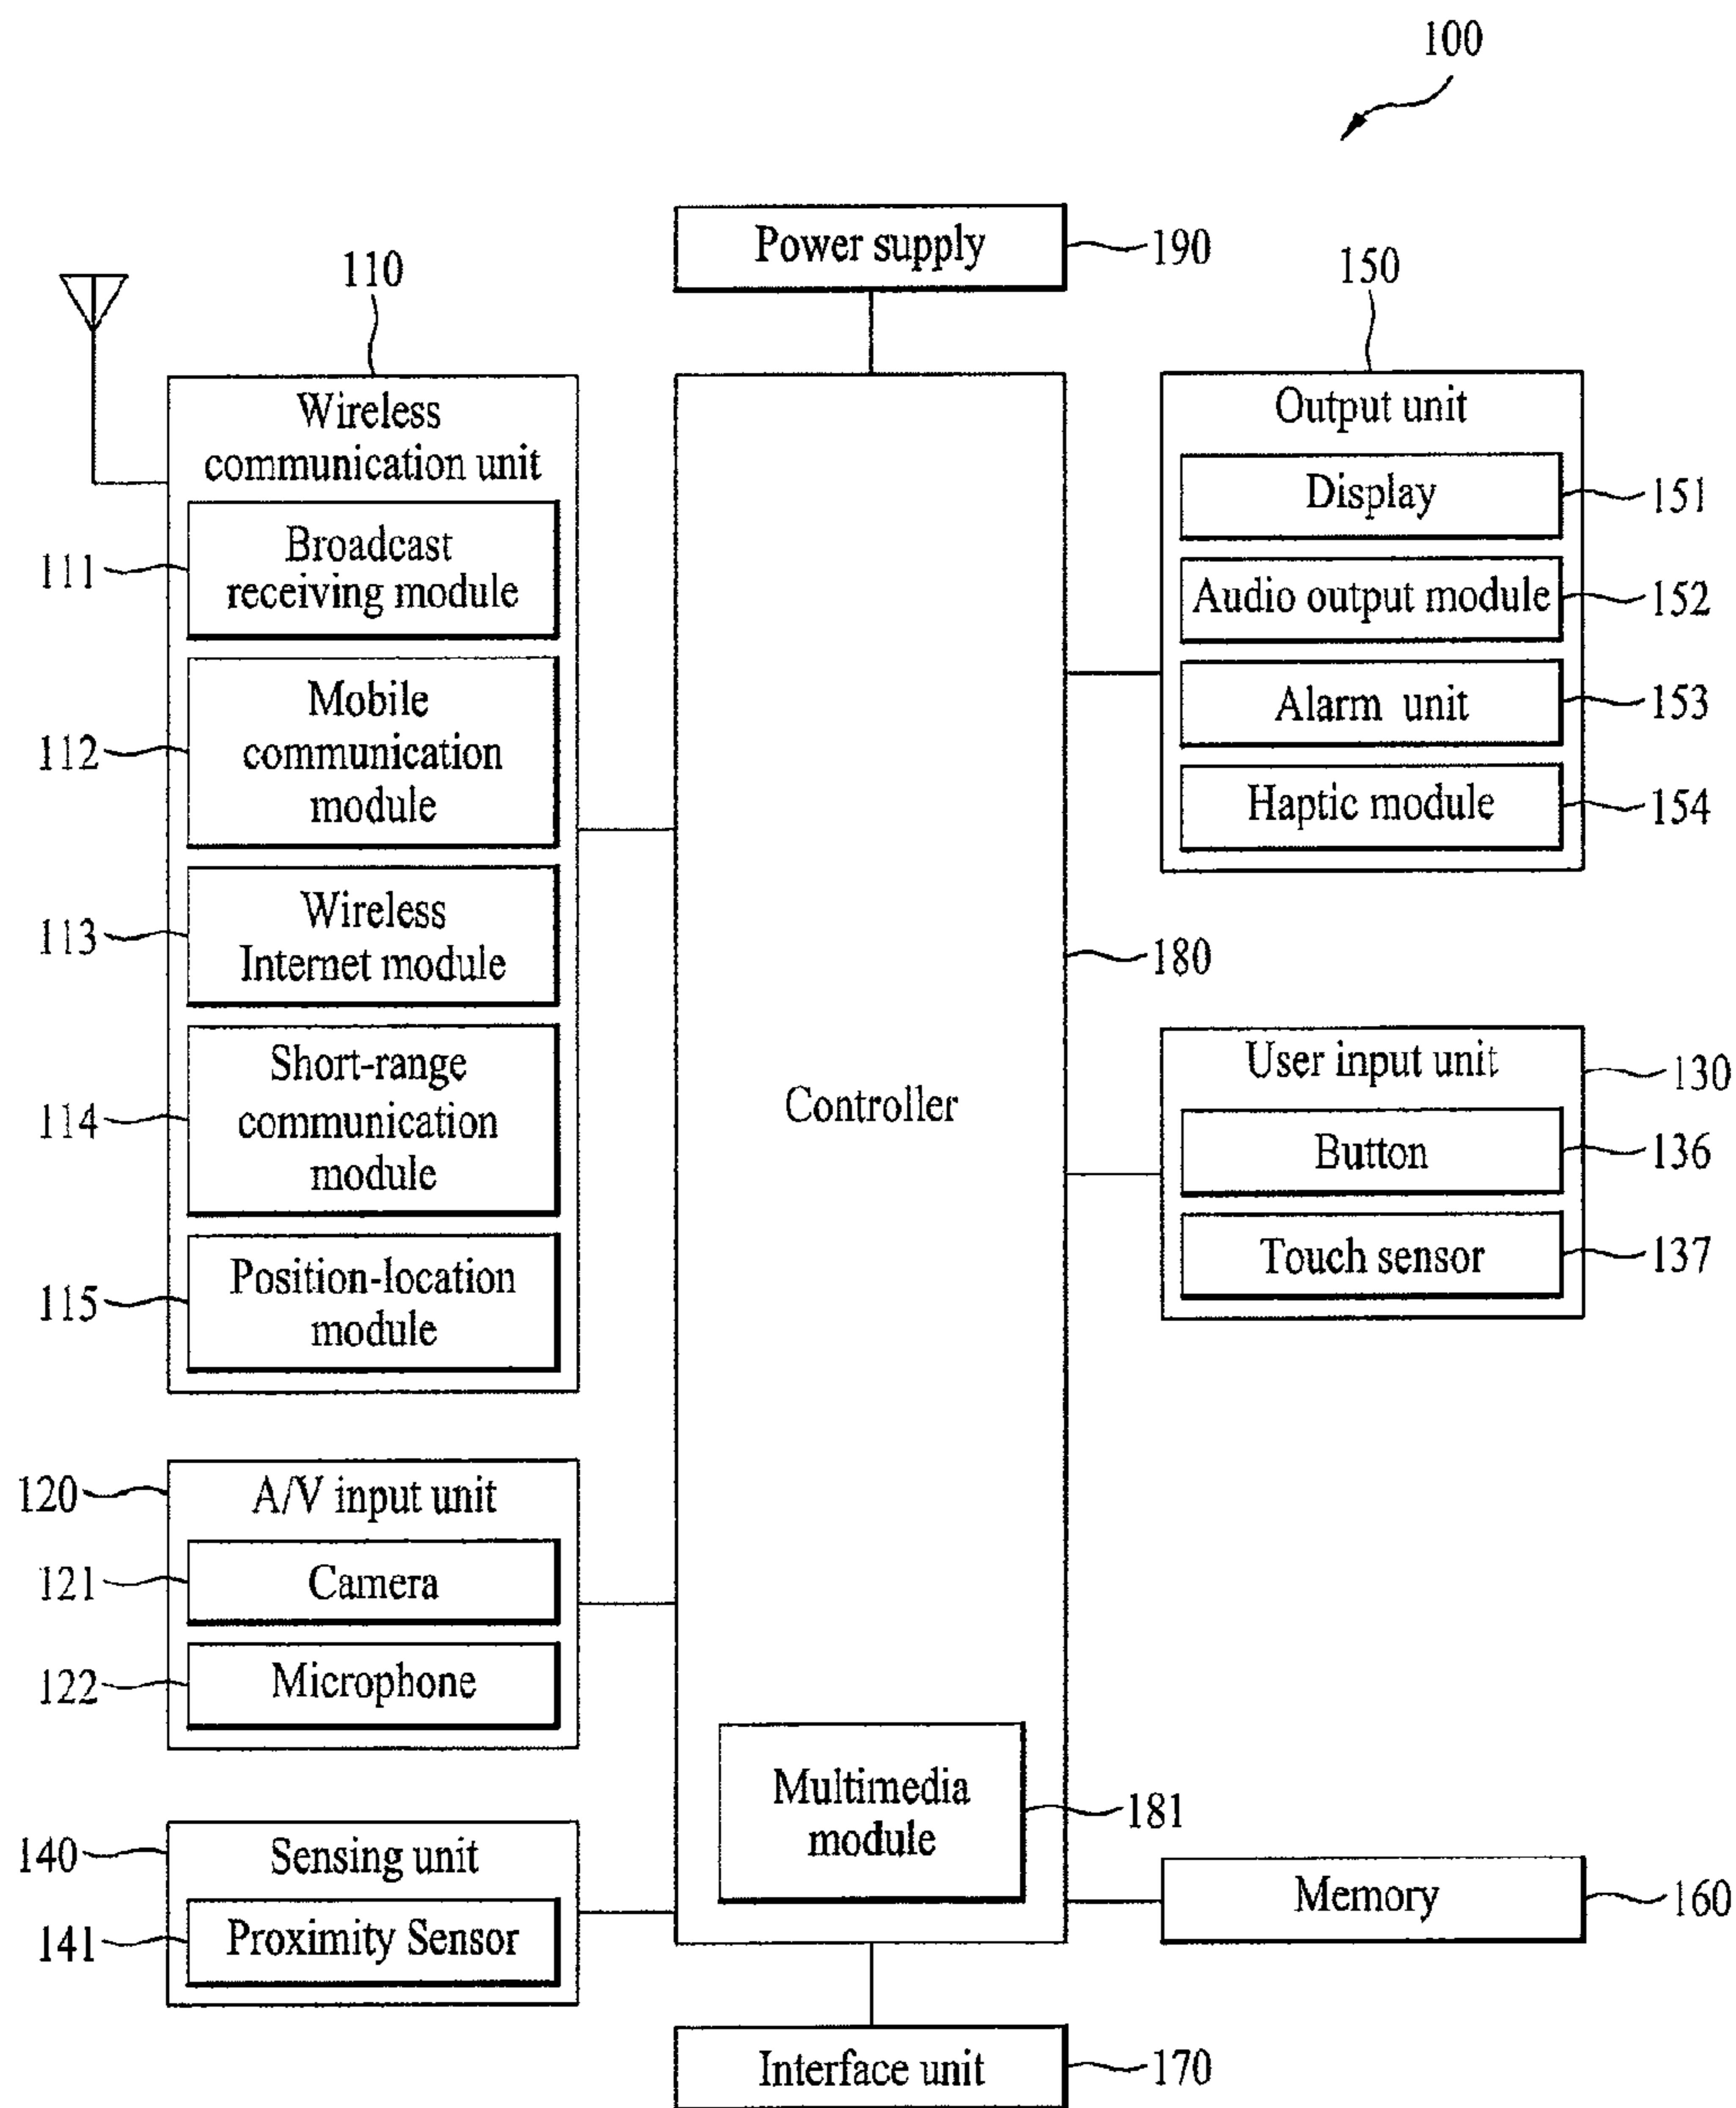 100
Power supply
190
110
Wireless
communication unit
111
Broadcast
receiving module
112
Mobile
communication
module
113
Wireless
Internet module
114
Short-range
communication
module
115
Position-location
module
120
A/V input unit
121
Camera
122
Microphone
140
Sensing unit
141
Proximity Sensor
Controller
180
Multimedia
module
181
Interface unit
170
150
Output unit
Display
151
Audio output module
152
Alarm unit
153
Haptic module
154
User input unit
130
Button
136
Touch sensor
137
Memory
160